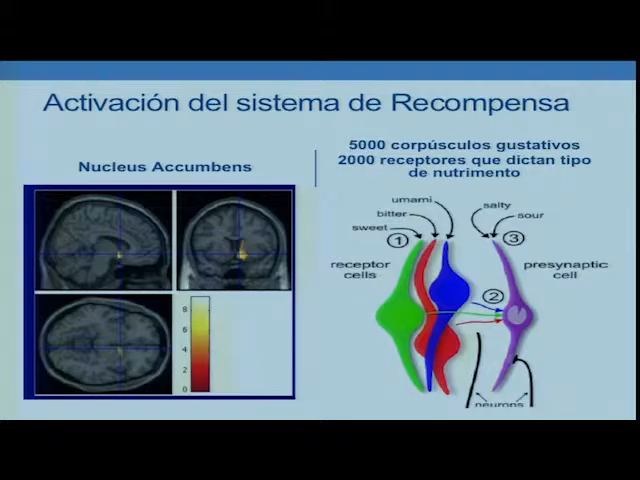 Activación del sistema de Recompensa
Nucleus Accumbens
8
6
4
2
0
5000 corpúsculos gustativos
2000 receptores que dictan tipo
de nutrimento
umami
bitter
sweet
salty
sour
1
3
receptor
cells
presynaptic
cell
2
neurons